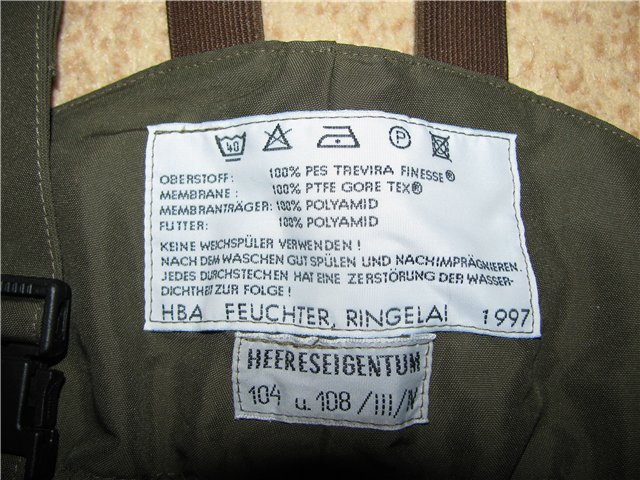 40 P
OBERSTOFF: 100% PES TREVIRA FINESSE®
MEMBRANE: 100% PTFE GORE TEX®
MEMBRANTRÄGER: 100% POLYAMID
FUTTER: 100% POLYAMID
KEINE WEICHSPÜLER VERWENDEN!
NACH DEM WASCHEN GUT SPÜLEN UND NACHIMPRÄGNIEREN.
JEDES DURCHSTECHEN HAT EINE ZERSTÖRUNG DER WASSER-
DICHTHEIT ZUR FOLGE!
HBA FEUCHTER, RINGELAI 1997
HEERESEIGENTUM
104 u. 108 /III/IV